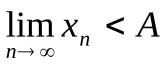 lim x_n < A
n→∞